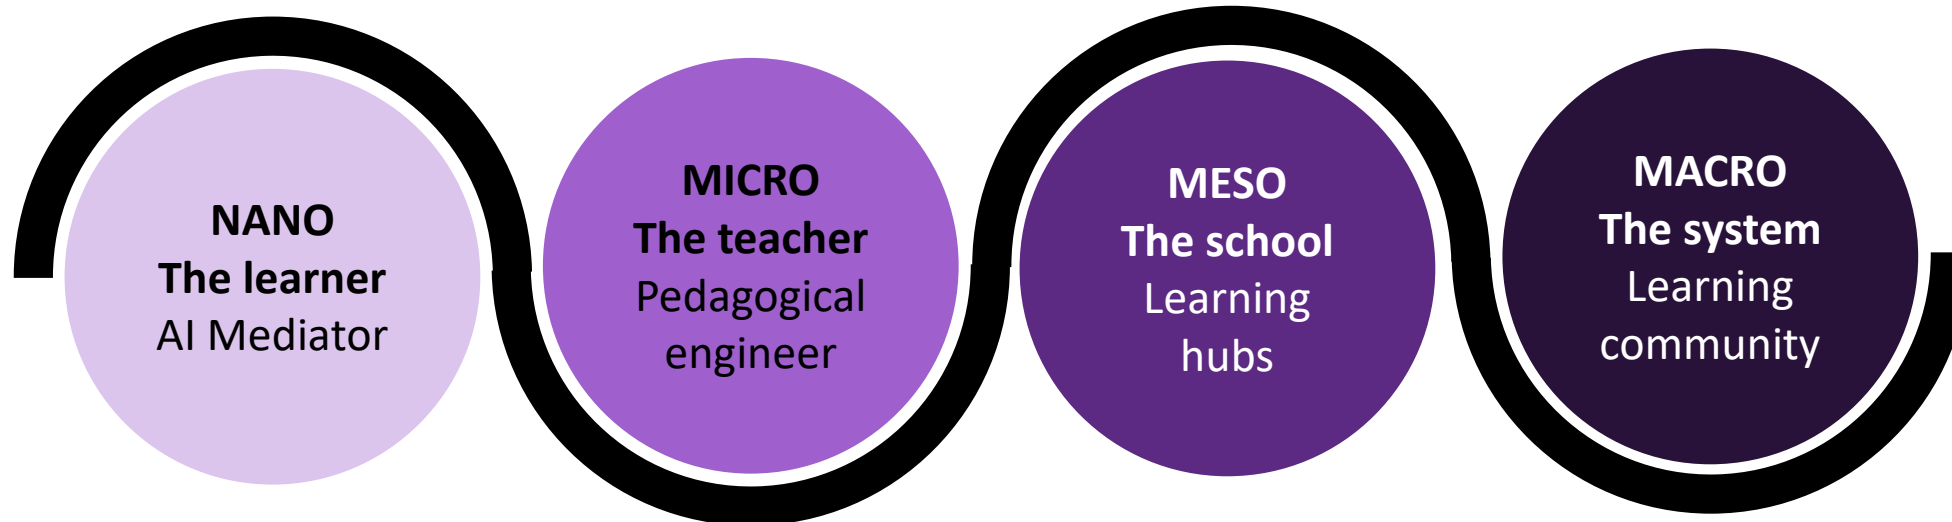 NANO
The learner
AI Mediator
MICRO
The teacher
Pedagogical
engineer
MESO
The school
Learning
hubs
MACRO
The system
Learning
community